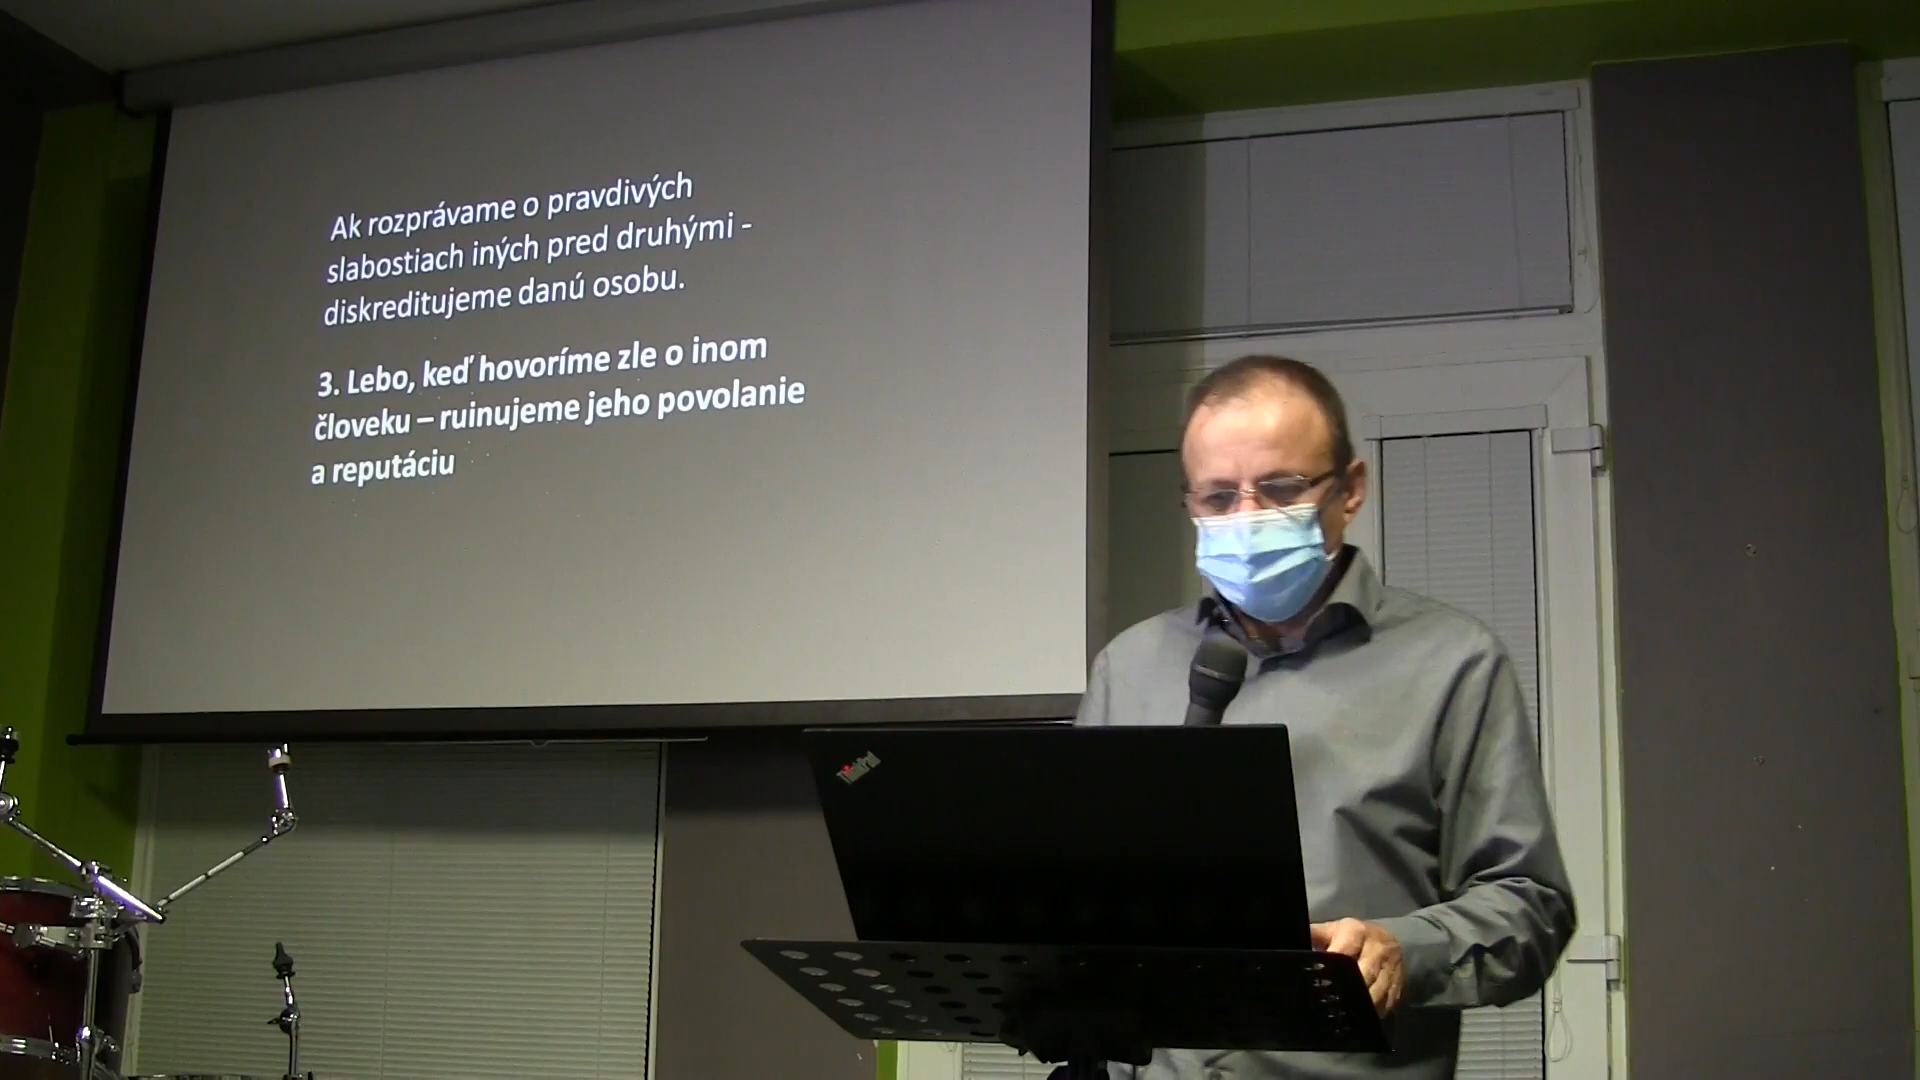 Ak rozprávame o pravdivých
slabostiach iných pred druhými -
diskreditujeme danú osobu.
3. Lebo, keď hovoríme zle o inom
človeku – ruinujeme jeho povolanie
a reputáciu
ThinkPad